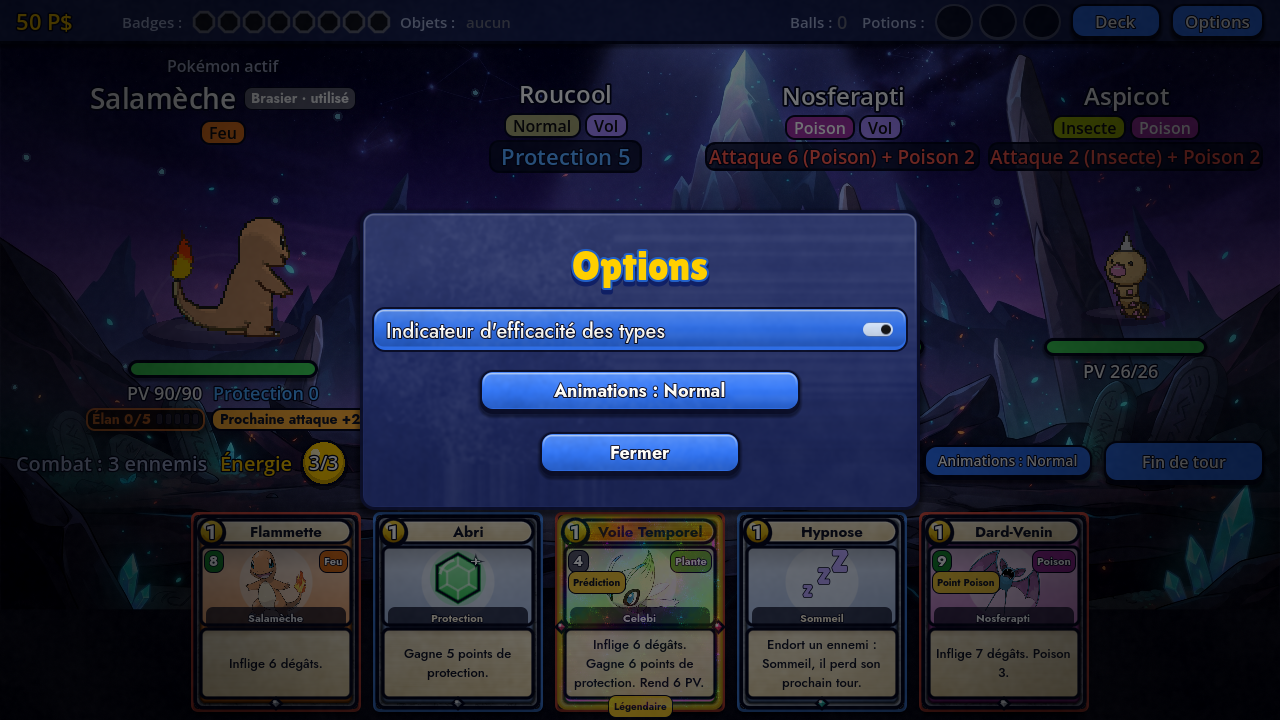 50 P$
Badges :
Objets : aucun
Balls : 0
Potions :
Deck
Options
Pokémon actif
Salamèche
Brasier · utilisé
Feu
Roucool
Normal
Vol
Protection 5
Nosferapti
Poison
Vol
Attaque 6 (Poison) + Poison 2
Aspicot
Insecte
Poison
Attaque 2 (Insecte) + Poison 2
Options
Indicateur d'efficacité des types
Animations : Normal
Fermer
PV 90/90
Protection 0
Élan 0/5
Prochaine attaque +2
PV 26/26
Combat : 3 ennemis
Énergie
3/3
Animations : Normal
Fin de tour
1
Flammette
8
Feu
Salamèche
Inflige 6 dégâts.
1
Abri
Protection
Gagne 5 points de
protection.
1
Voile Temporel
4
Plante
Prédiction
Celebi
Inflige 6 dégâts.
Gagne 6 points de
protection. Rend 6 PV.
Légendaire
1
Hypnose
z z z
Sommeil
Endort un ennemi :
Sommeil, il perd son
prochain tour.
1
Dard-Venin
9
Poison
Point Poison
Nosferapti
Inflige 7 dégâts. Poison
3.